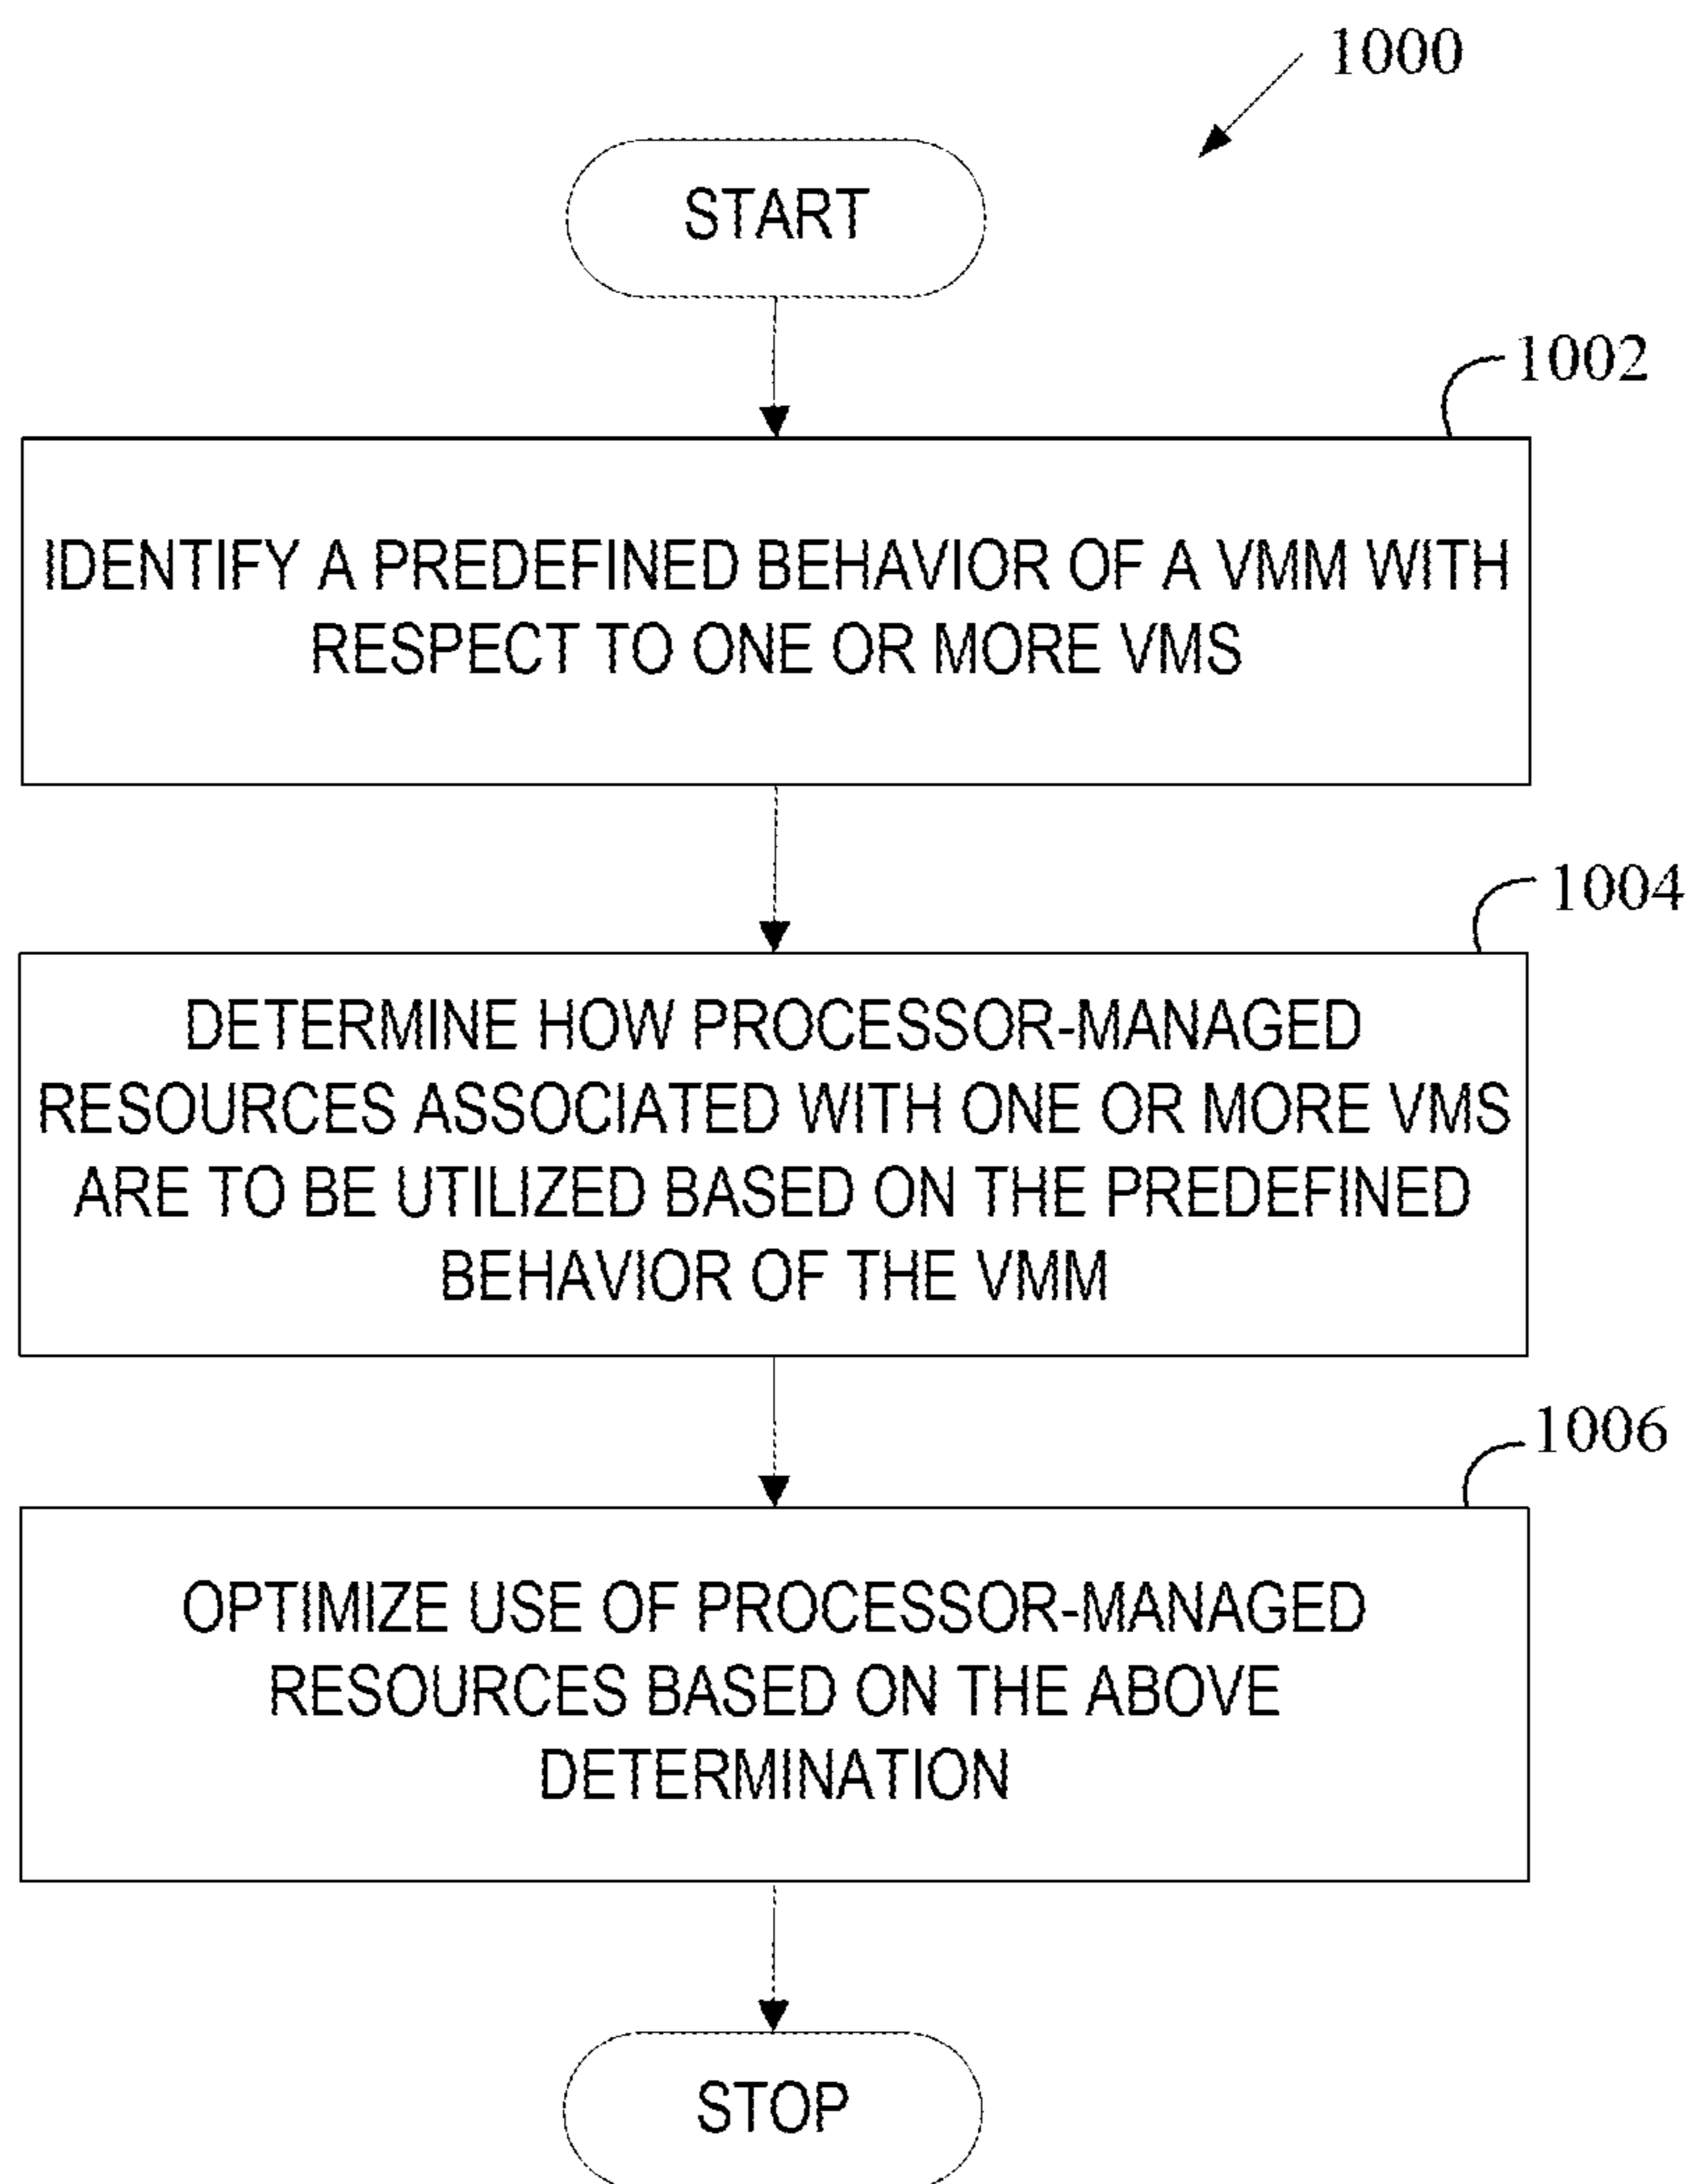 1000
START
1002
IDENTIFY A PREDEFINED BEHAVIOR OF A VMM WITH
RESPECT TO ONE OR MORE VMS
1004
DETERMINE HOW PROCESSOR-MANAGED
RESOURCES ASSOCIATED WITH ONE OR MORE VMS
ARE TO BE UTILIZED BASED ON THE PREDEFINED
BEHAVIOR OF THE VMM
1006
OPTIMIZE USE OF PROCESSOR-MANAGED
RESOURCES BASED ON THE ABOVE
DETERMINATION
STOP